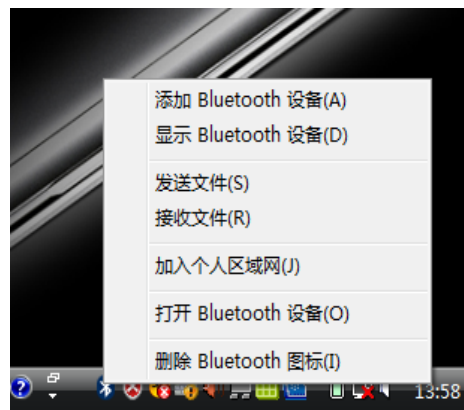 添加 Bluetooth 设备(A)
显示 Bluetooth 设备(D)
发送文件(S)
接收文件(R)
加入个人区域网(J)
打开 Bluetooth 设备(O)
删除 Bluetooth 图标(I)
13:58